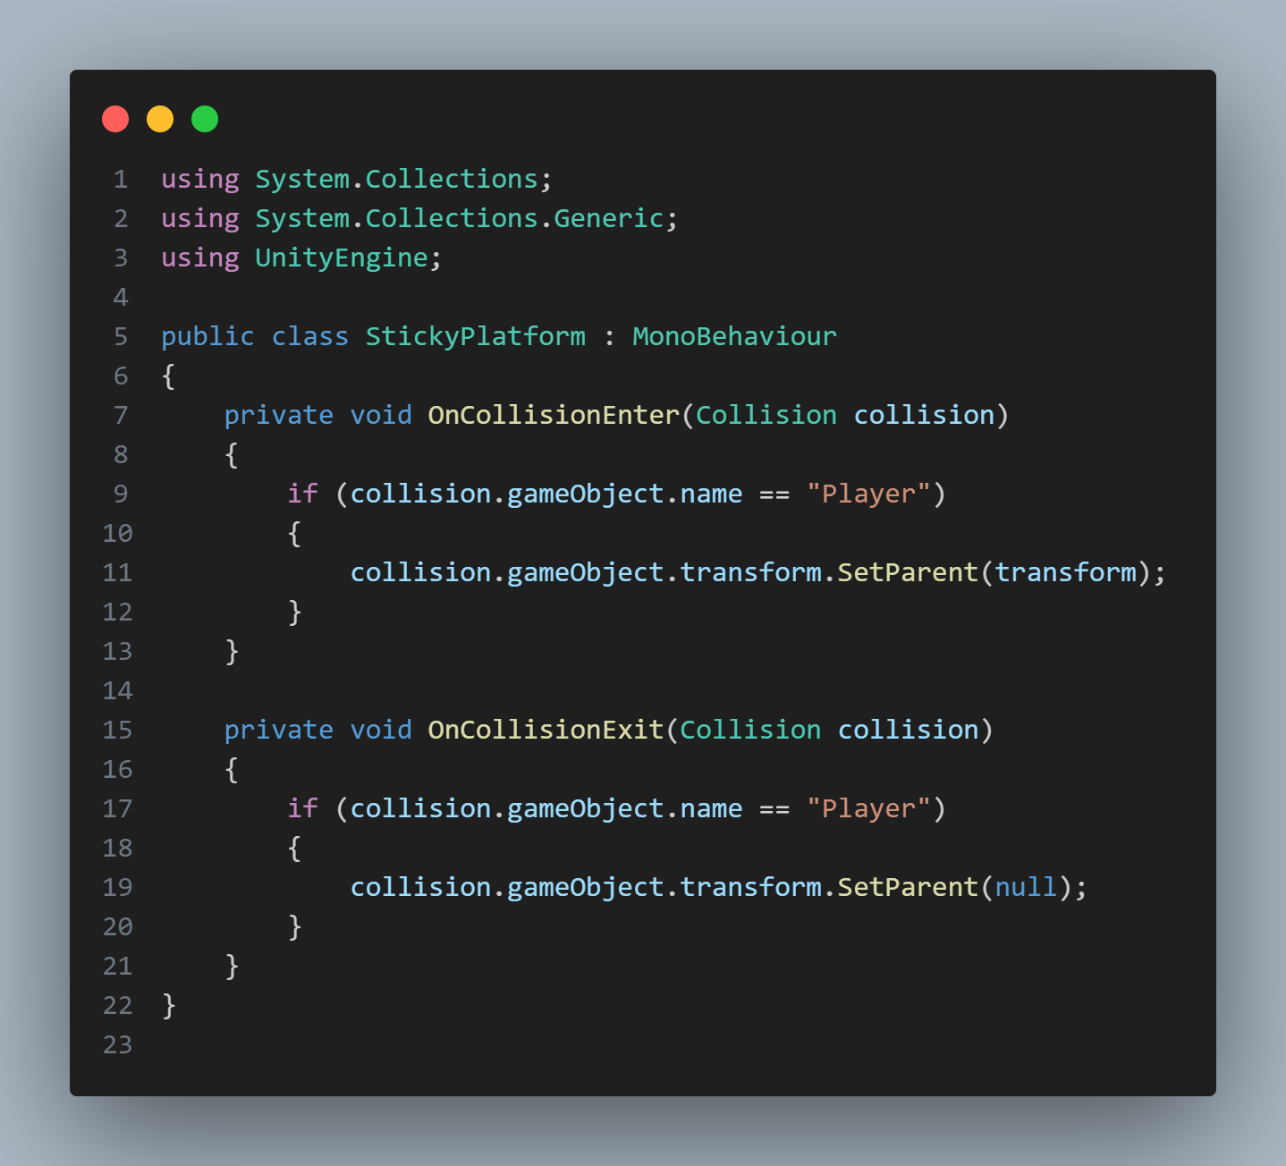 1 using System.Collections;
2 using System.Collections.Generic;
3 using UnityEngine;
4
5 public class StickyPlatform : MonoBehaviour
6 {
7     private void OnCollisionEnter(Collision collision)
8     {
9         if (collision.gameObject.name == "Player")
10         {
11             collision.gameObject.transform.SetParent(transform);
12         }
13     }
14
15     private void OnCollisionExit(Collision collision)
16     {
17         if (collision.gameObject.name == "Player")
18         {
19             collision.gameObject.transform.SetParent(null);
20         }
21     }
22 }
23